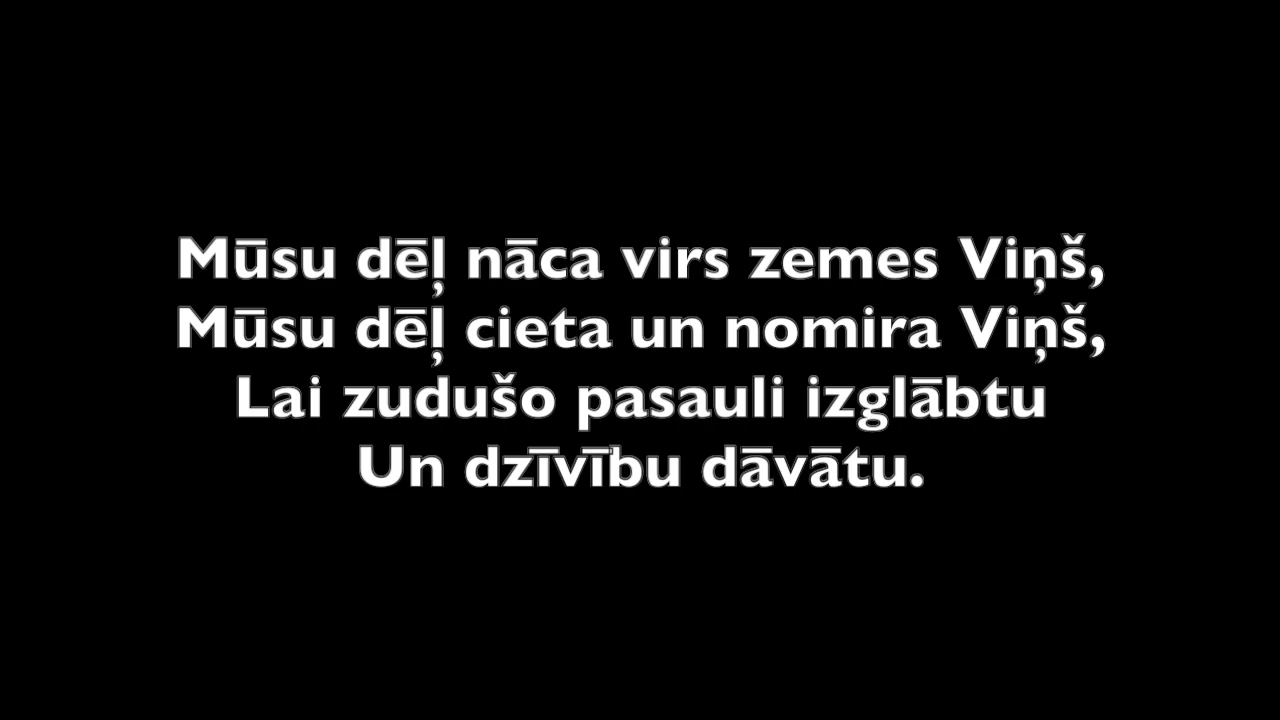 Mūsu dēļ nāca virs zemes Viņš,
Mūsu dēļ cieta un nomira Viņš,
Lai zudušo pasauli izglābtu
Un dzīvību dāvātu.